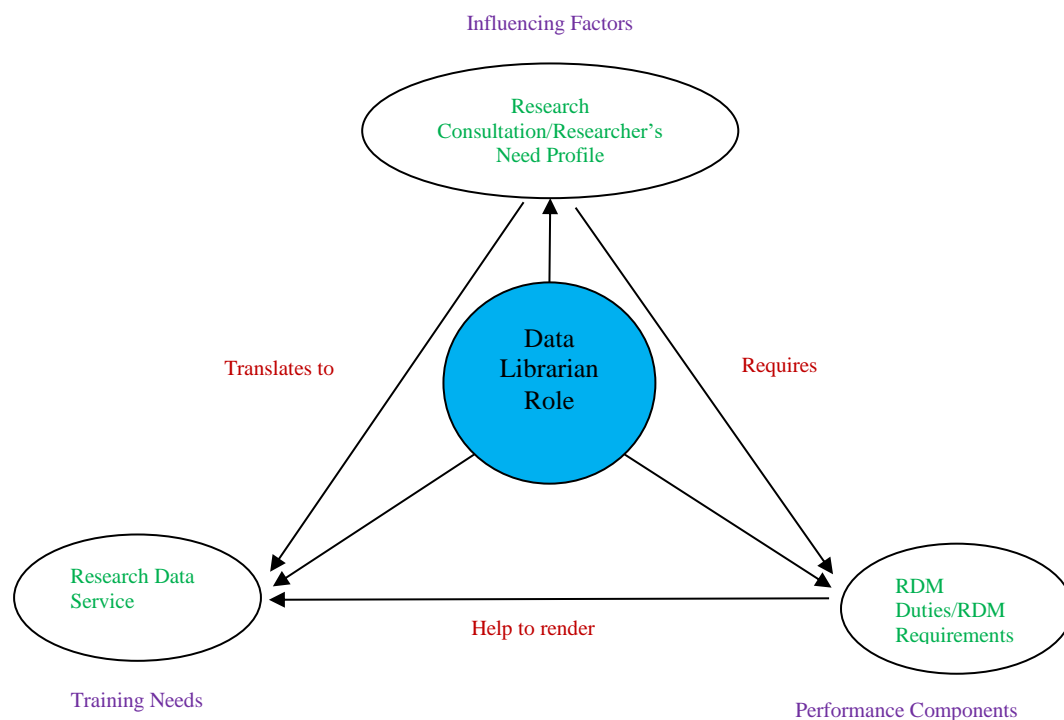 Influencing Factors
Research
Consultation/Researcher’s
Need Profile
Data
Librarian
Role
Translates to
Requires
Research Data
Service
RDM
Duties/RDM
Requirements
Help to render
Training Needs
Performance Components